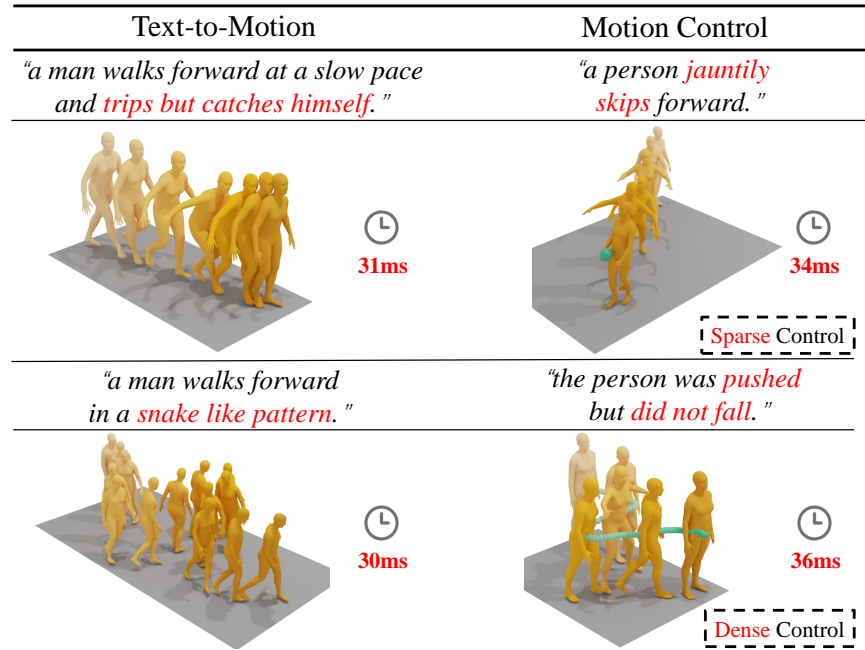 Text-to-Motion
Motion Control
“a man walks forward at a slow pace
and trips but catches himself. ”
“a person jauntily
skips forward. ”
31ms
34ms
Sparse Control
“a man walks forward
in a snake like pattern. ”
“the person was pushed
but did not fall. ”
30ms
36ms
Dense Control